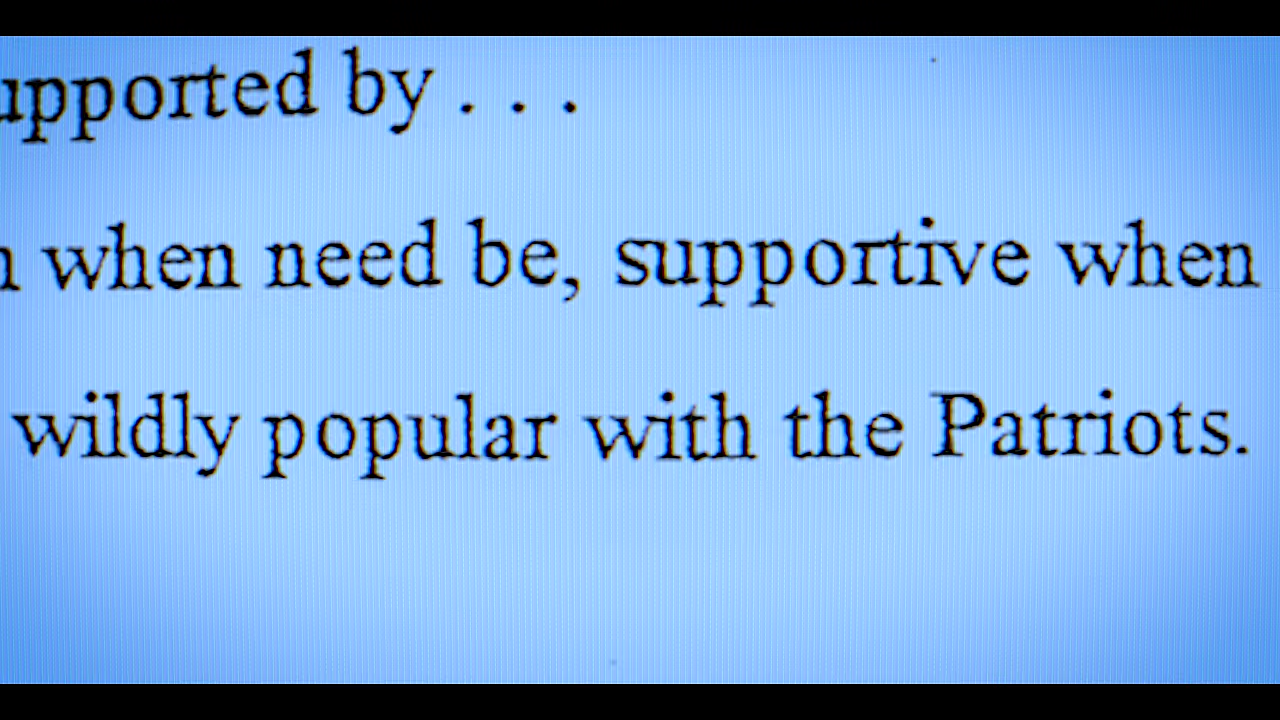 upported by . . .
when need be, supportive when
wildly popular with the Patriots.